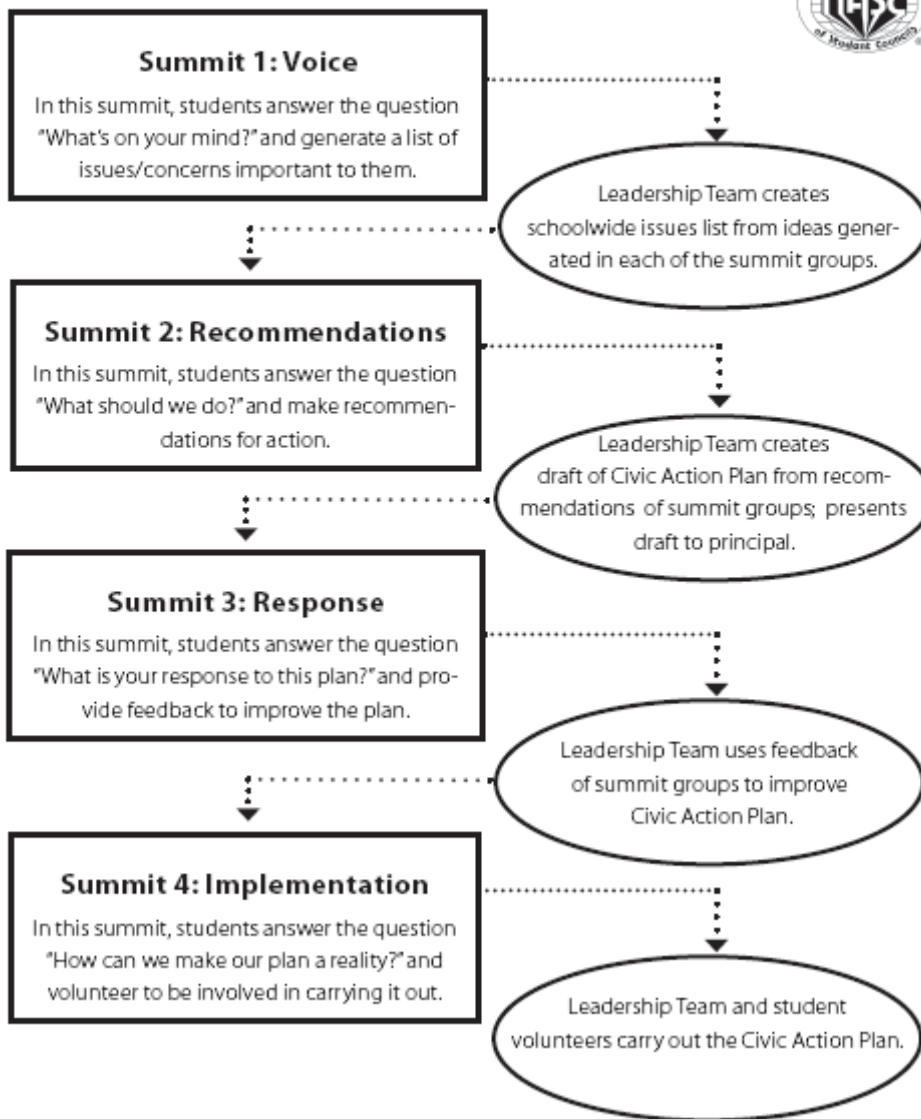 NASC
of Student Councils
®
Summit 1: Voice
In this summit, students answer the question
"What's on your mind?" and generate a list of
issues/concerns important to them.
Leadership Team creates
schoolwide issues list from ideas gener-
ated in each of the summit groups.
Summit 2: Recommendations
In this summit, students answer the question
"What should we do?" and make recommen-
dations for action.
Leadership Team creates
draft of Civic Action Plan from recom-
mendations of summit groups; presents
draft to principal.
Summit 3: Response
In this summit, students answer the question
"What is your response to this plan?" and pro-
vide feedback to improve the plan.
Leadership Team uses feedback
of summit groups to improve
Civic Action Plan.
Summit 4: Implementation
In this summit, students answer the question
"How can we make our plan a reality?" and
volunteer to be involved in carrying it out.
Leadership Team and student
volunteers carry out the Civic Action Plan.